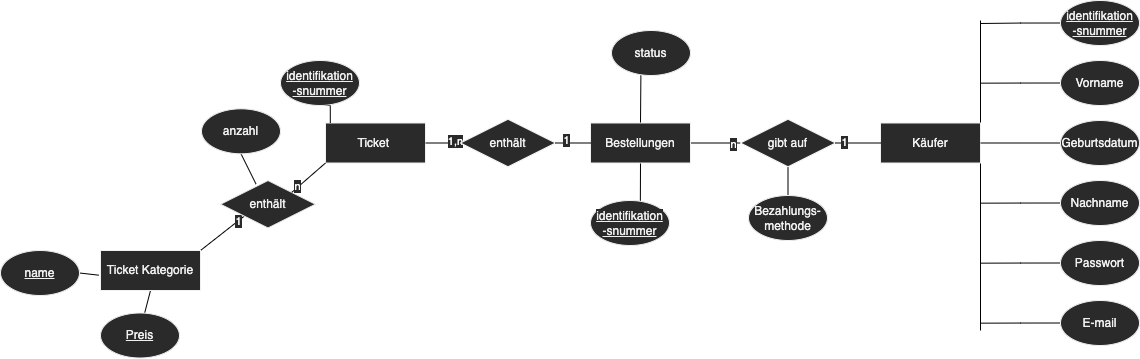 identifikation
-snummer
status
identifikation
-snummer
Vorname
anzahl
Ticket
1,n
enthält
1
Bestellungen
n
gibt auf
1
Käufer
Geburtsdatum
n
enthält
1
identifikation
-snummer
Bezahlungs-
methode
Nachname
name
Ticket Kategorie
Passwort
Preis
E-mail